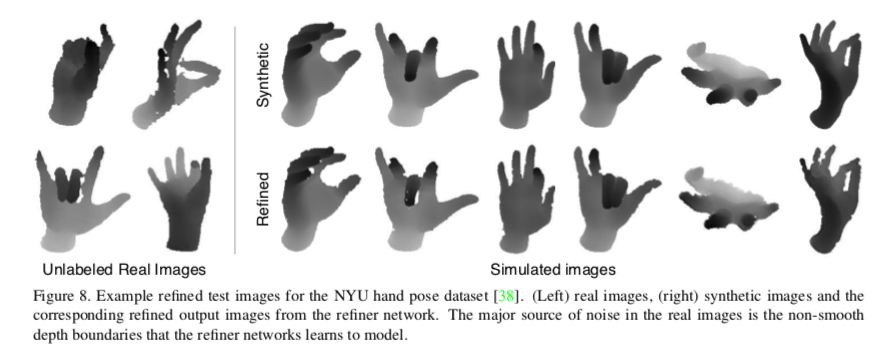 Synthetic
Refined
Unlabeled Real Images
Simulated images
Figure 8. Example refined test images for the NYU hand pose dataset [38]. (Left) real images, (right) synthetic images and the
corresponding refined output images from the refiner network. The major source of noise in the real images is the non-smooth
depth boundaries that the refiner networks learns to model.